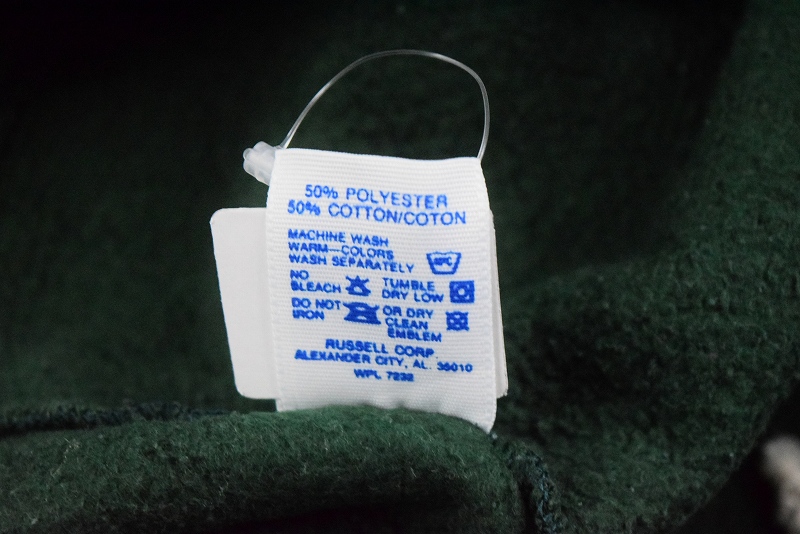 50% POLYESTER
50% COTTON/COTON
MACHINE WASH
WARM—COLORS
WASH SEPARATELY
40°C
NO
BLEACH
TUMBLE
DRY LOW
DO NOT
IRON
OR DRY
CLEAN
EMBLEM
RUSSELL CORP.
ALEXANDER CITY, AL. 35010
WPL 7232